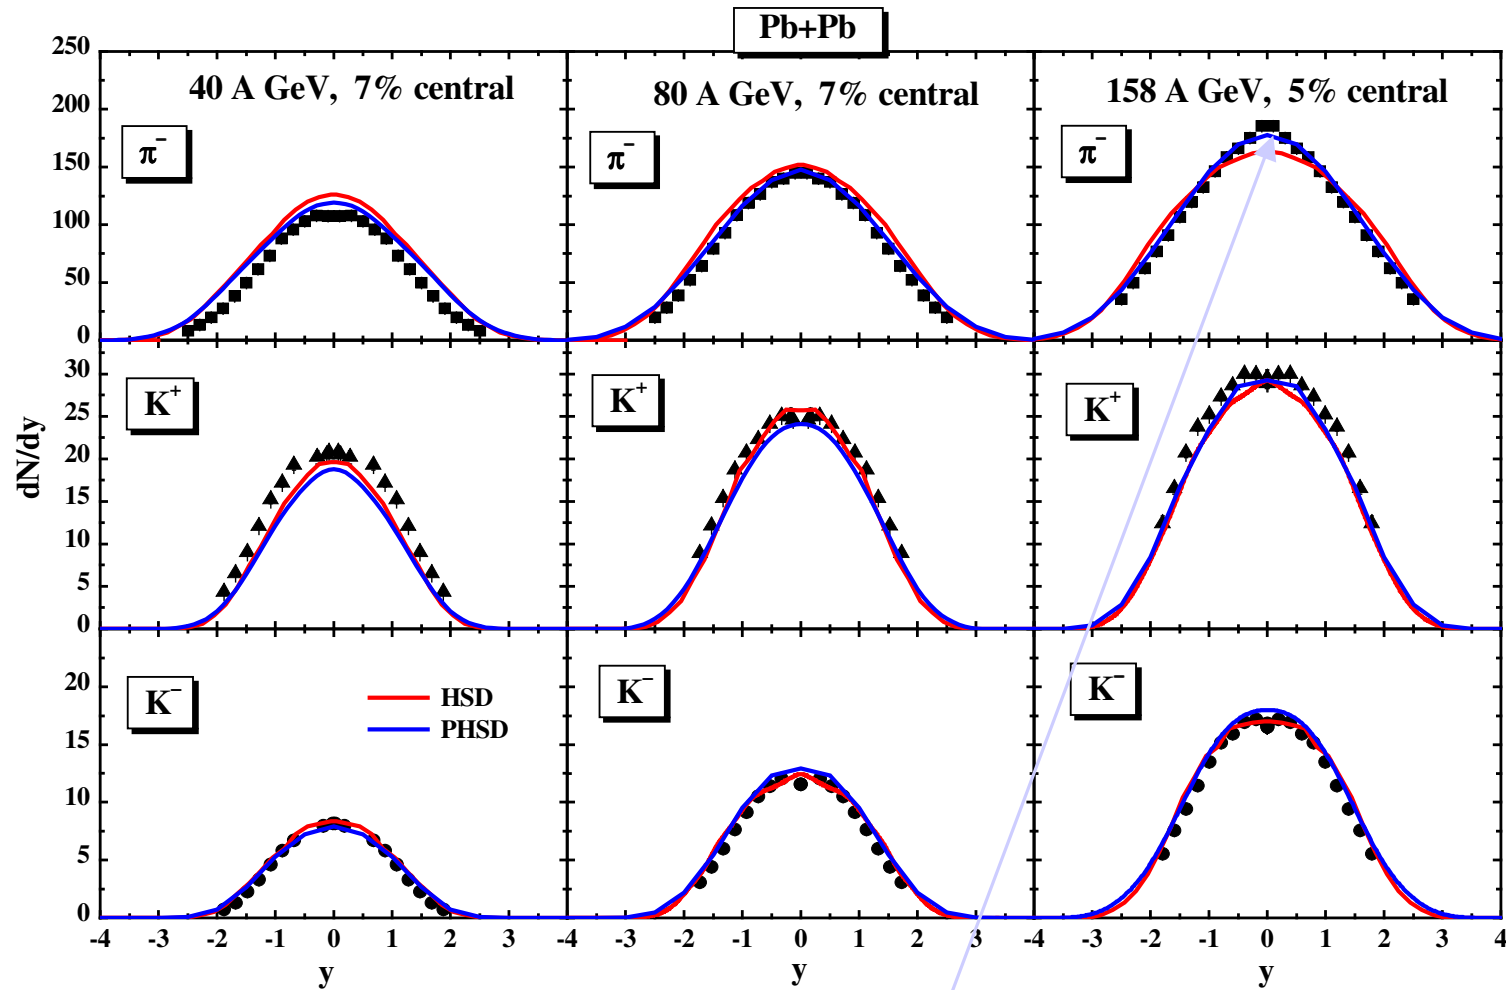 Pb+Pb
40 A GeV, 7% central
80 A GeV, 7% central
158 A GeV, 5% central
250
200
150
100
50
0
π⁻
π⁻
π⁻
dN/dy
30
25
20
15
10
5
0
K⁺
K⁺
K⁺
20
15
10
5
0
K⁻
HSD
PHSD
K⁻
K⁻
-4 -3 -2 -1 0 1 2 3 -4 -3 -2 -1 0 1 2 3 -4 -3 -2 -1 0 1 2 3 4
y y y